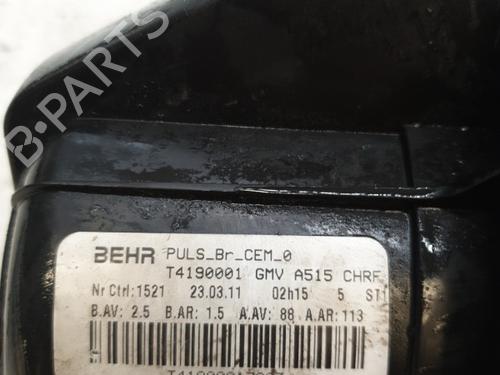 B-PARTS
BEHR PULS_Br_CEM_0
T4190001 GMV A515 CHRF
Nr Ctrl:1521 23.03.11 02h15 5 ST1
B.AV: 2.5 B.AR: 1.5 A.AV: 88 A.AR:113